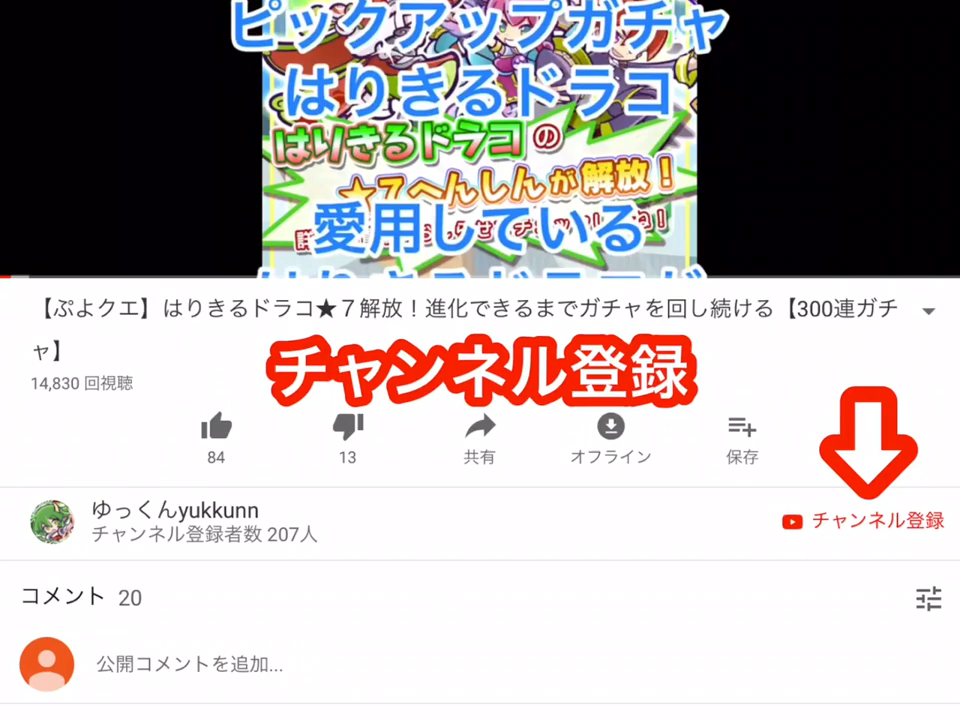 ピックアップガチャ
はりきるドラコ
はりきるドラコの
★7へんしんが解放！
愛用している
【ぷよクエ】はりきるドラコ★７解放！進化できるまでガチャを回し続ける【300連ガチ
ャ】
チャンネル登録
14,830 回視聴
84
13
共有
オフライン
保存
ゆっくんyukkunn
チャンネル登録者数 207人
チャンネル登録
コメント 20
公開コメントを追加...